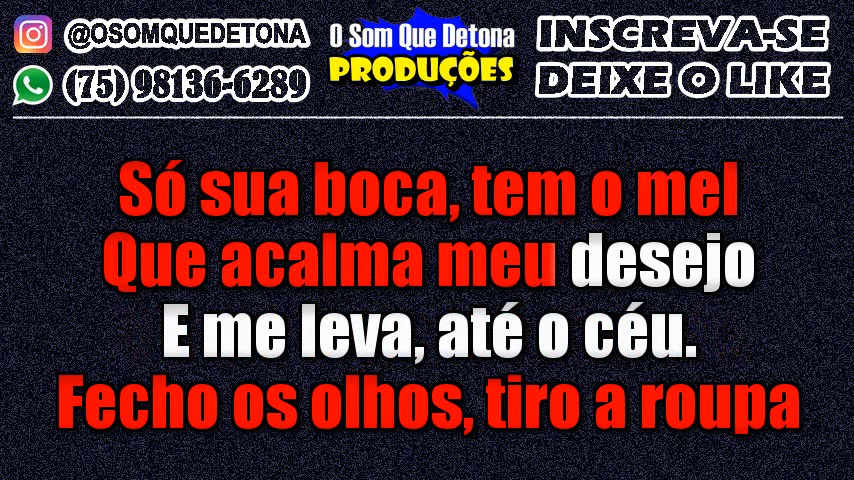 @OSOMQUEDETONA
(75) 98136-6289
O Som Que Detona
PRODUÇÕES
INSCREVA-SE
DEIXE O LIKE
Só sua boca, tem o mel
Que acalma meu desejo
E me leva, até o céu.
Fecho os olhos, tiro a roupa